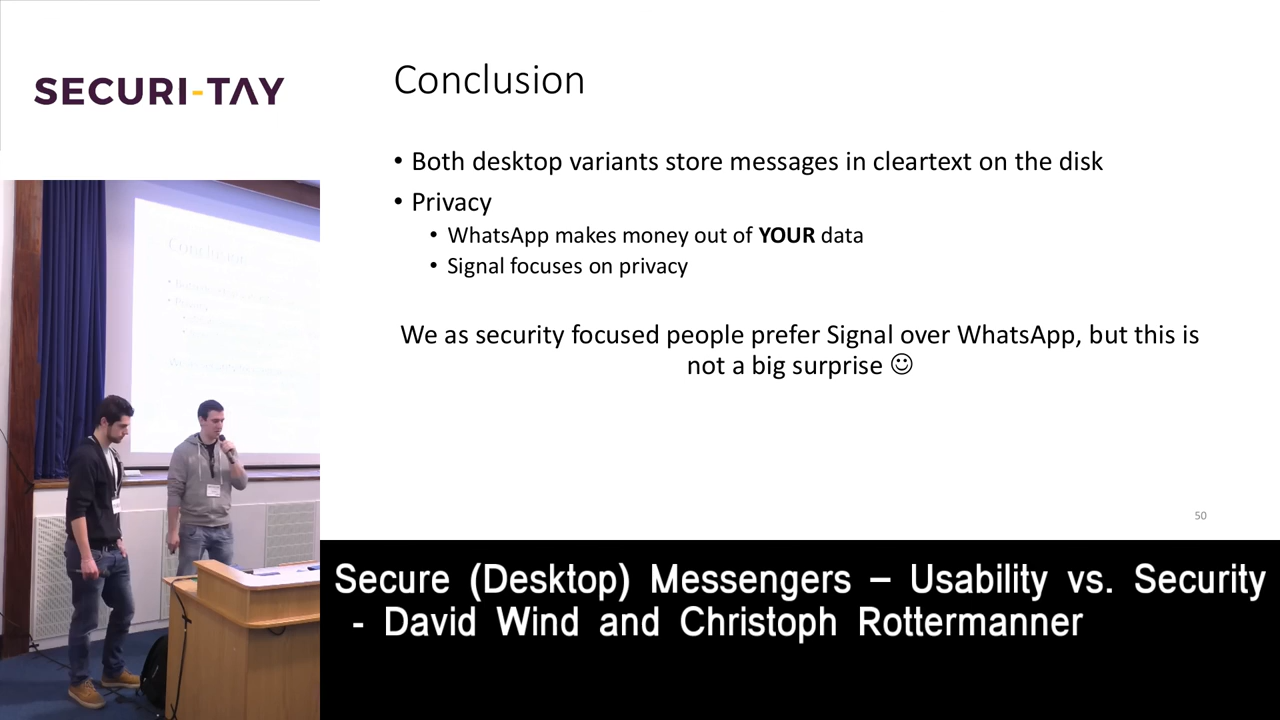 SECURI-TAY
Conclusion
• Both desktop variants store messages in cleartext on the disk
• Privacy
• WhatsApp makes money out of YOUR data
• Signal focuses on privacy
We as security focused people prefer Signal over WhatsApp, but this is
not a big surprise ☺
50
Conclusion
Secure (Desktop) Messengers – Usability vs. Security
- David Wind and Christoph Rottermanner